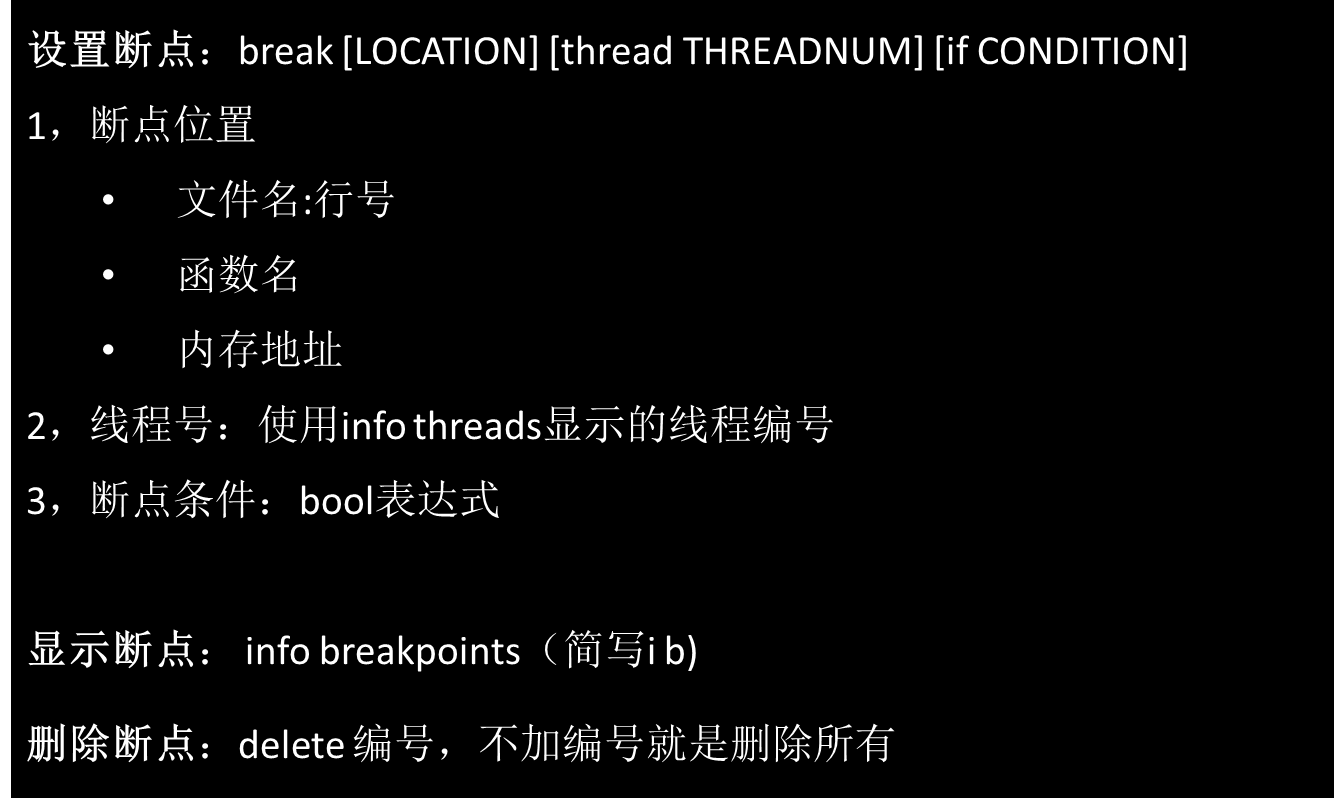 设置断点：break [LOCATION] [thread THREADNUM] [if CONDITION]
1，断点位置
• 文件名:行号
• 函数名
• 内存地址
2，线程号：使用info threads显示的线程编号
3，断点条件：bool表达式
显示断点： info breakpoints（简写i b)
删除断点：delete 编号，不加编号就是删除所有